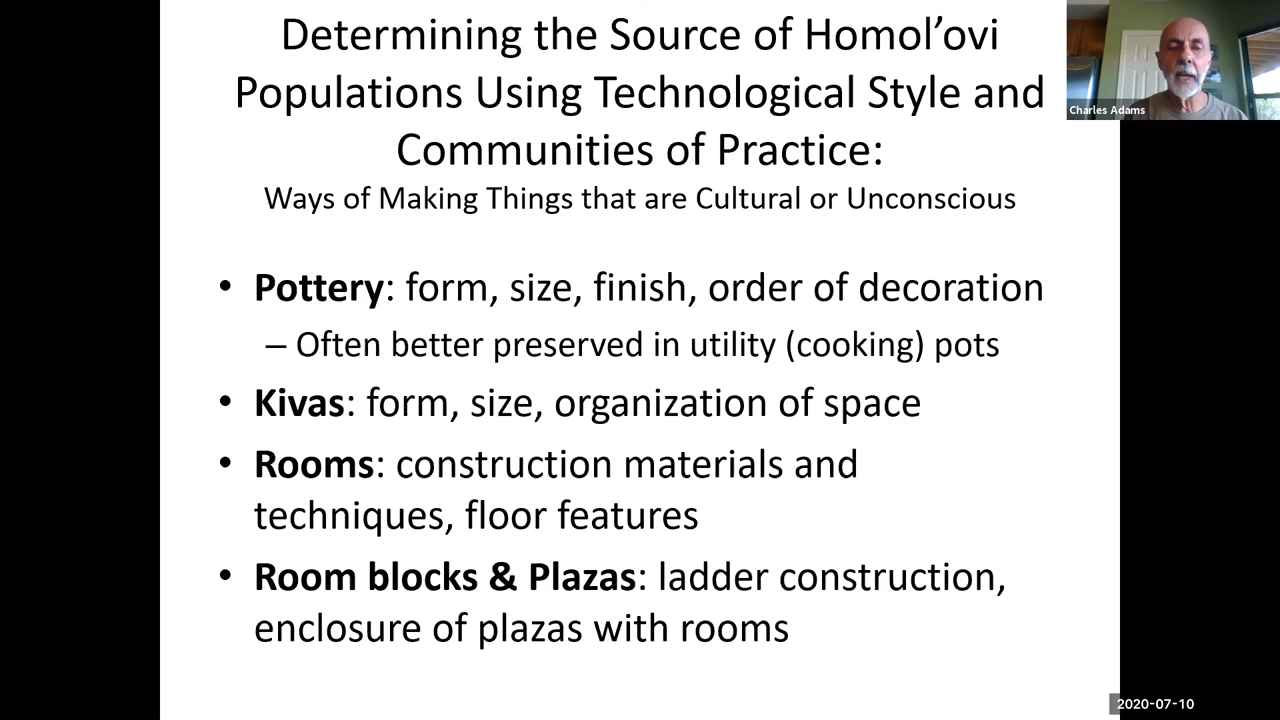 Determining the Source of Homol’ovi
Populations Using Technological Style and
Communities of Practice:
Ways of Making Things that are Cultural or Unconscious
• Pottery: form, size, finish, order of decoration
– Often better preserved in utility (cooking) pots
• Kivas: form, size, organization of space
• Rooms: construction materials and
techniques, floor features
• Room blocks & Plazas: ladder construction,
enclosure of plazas with rooms
Charles Adams
2020-07-10